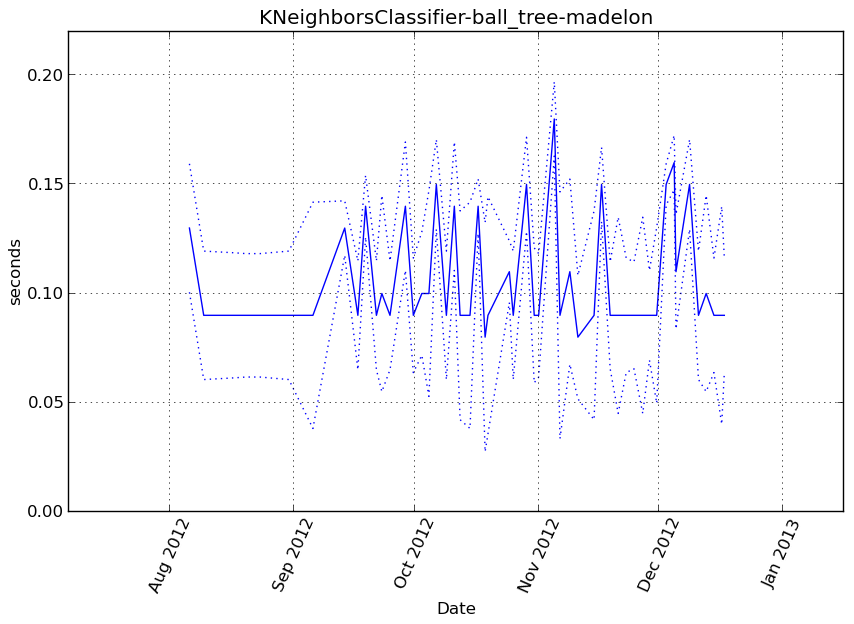 KNeighborsClassifier-ball_tree-madelon
0.20
0.15
0.10
0.05
0.00
seconds
Aug 2012
Sep 2012
Oct 2012
Nov 2012
Dec 2012
Jan 2013
Date